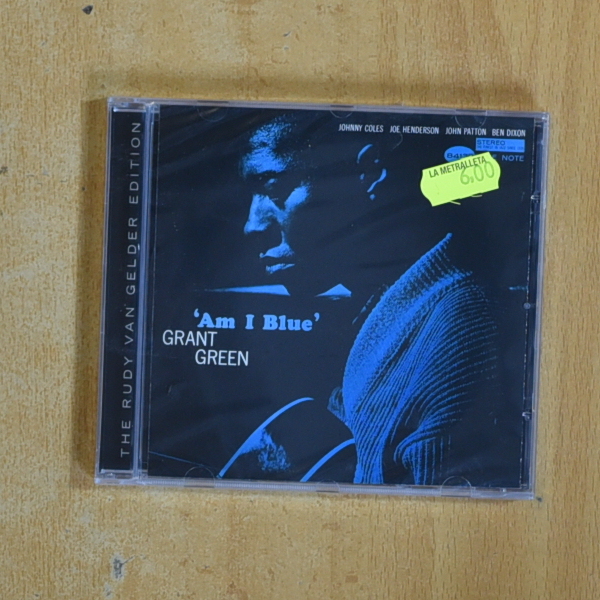 THE RUDY VAN GELDER EDITION
JOHNNY COLES JOE HENDERSON JOHN PATTON BEN DIXON
STEREO
NOTE
LA METRALLETA
6.00
'Am I Blue'
GRANT
GREEN